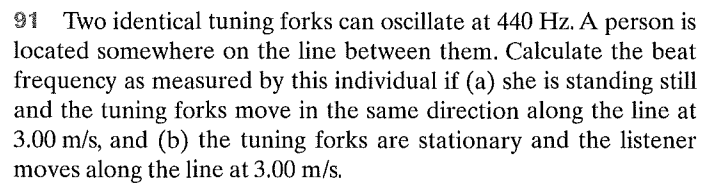 91 Two identical tuning forks can oscillate at 440 Hz. A person is
located somewhere on the line between them. Calculate the beat
frequency as measured by this individual if (a) she is standing still
and the tuning forks move in the same direction along the line at
3.00 m/s, and (b) the tuning forks are stationary and the listener
moves along the line at 3.00 m/s.